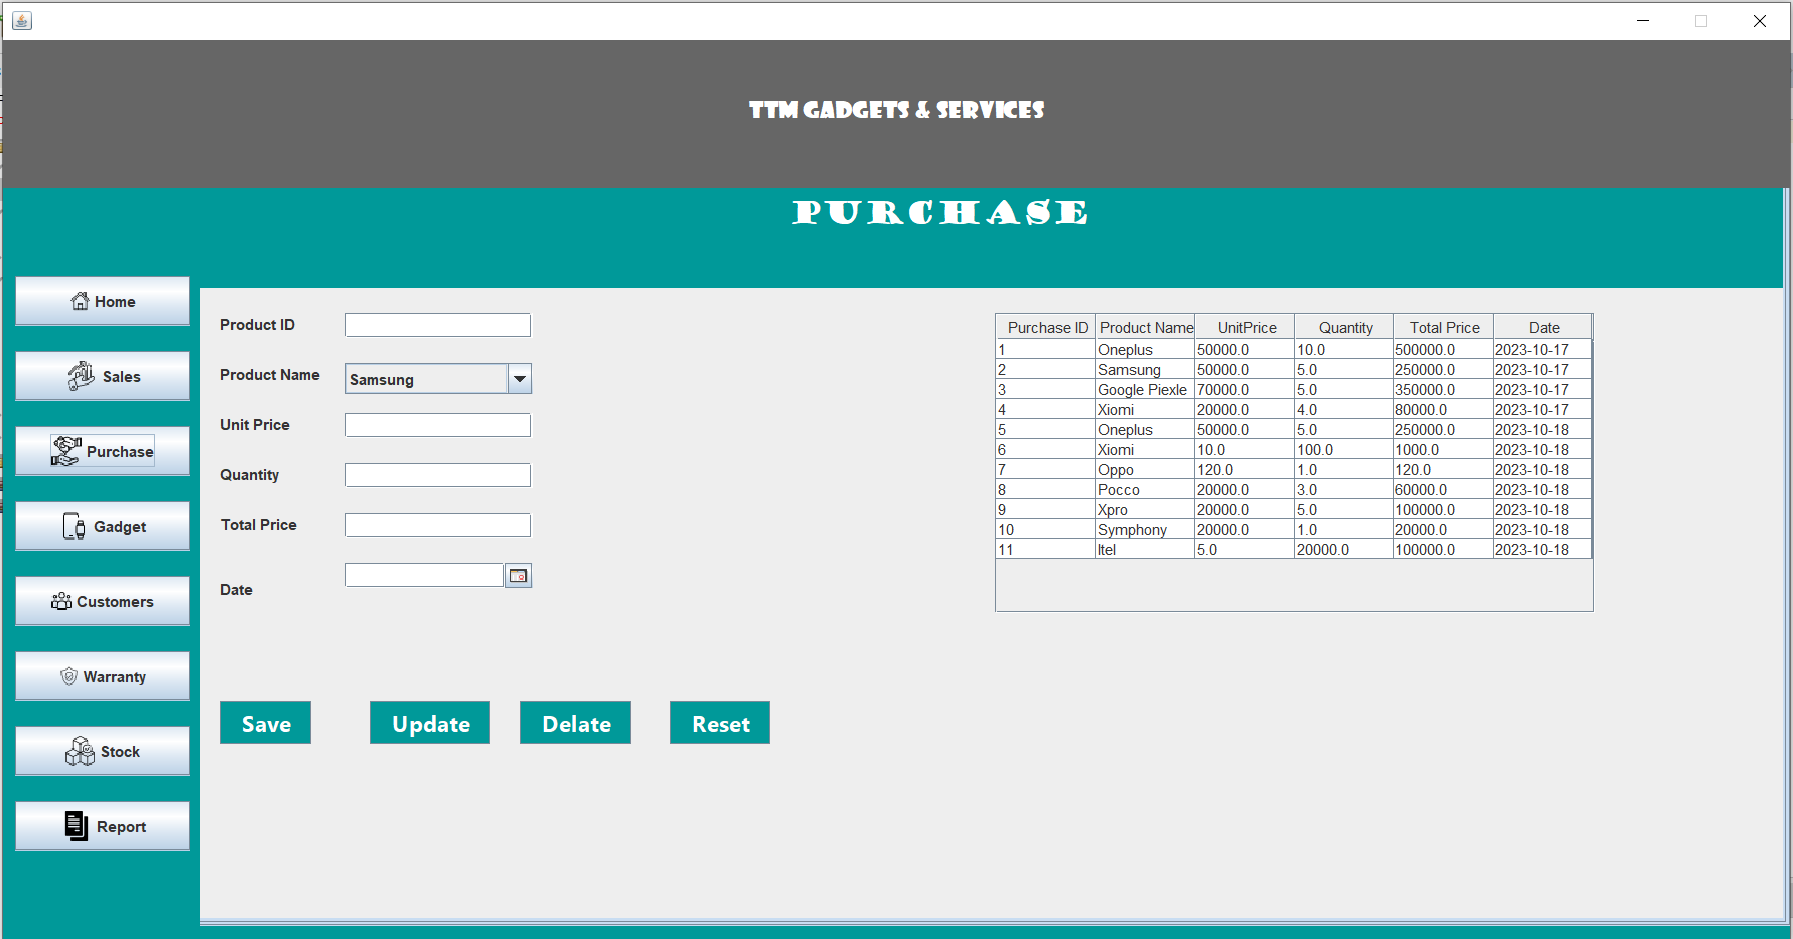 TTM GADGETS & SERVICES
PURCHASE
Home
Sales
Purchase
Gadget
Customers
Warranty
Stock
Report
Product ID
Product Name Samsung
Unit Price
Quantity
Total Price
Date
Save Update Delate Reset
Purchase ID Product Name UnitPrice Quantity Total Price Date
1 Oneplus 50000.0 10.0 500000.0 2023-10-17
2 Samsung 50000.0 5.0 250000.0 2023-10-17
3 Google Piexle 70000.0 5.0 350000.0 2023-10-17
4 Xiomi 20000.0 4.0 80000.0 2023-10-17
5 Oneplus 50000.0 5.0 250000.0 2023-10-18
6 Xiomi 10.0 100.0 1000.0 2023-10-18
7 Oppo 120.0 1.0 120.0 2023-10-18
8 Pocco 20000.0 3.0 60000.0 2023-10-18
9 Xpro 20000.0 5.0 100000.0 2023-10-18
10 Symphony 20000.0 1.0 20000.0 2023-10-18
11 Itel 5.0 20000.0 100000.0 2023-10-18